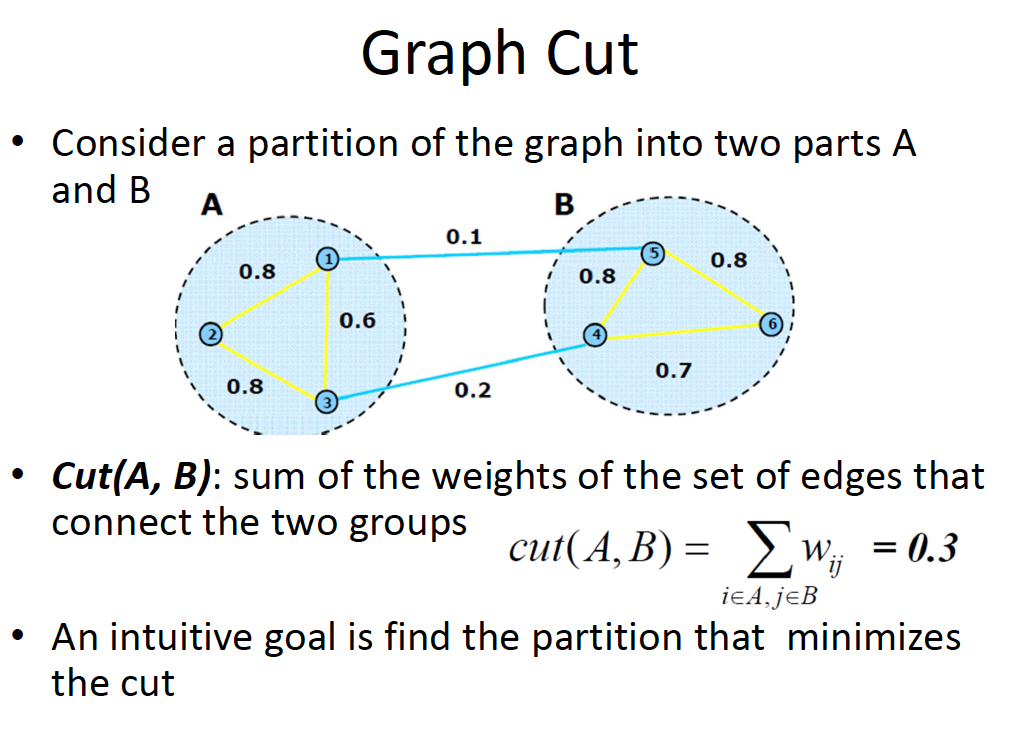 Graph Cut
• Consider a partition of the graph into two parts A
and B
A
B
0.1
1
5
0.8
0.8
0.8
0.6
2
4
6
0.7
0.8
0.2
3
• Cut(A, B): sum of the weights of the set of edges that
connect the two groups
cut(A, B) = ∑ w_ij = 0.3
i∈A, j∈B
• An intuitive goal is find the partition that minimizes
the cut